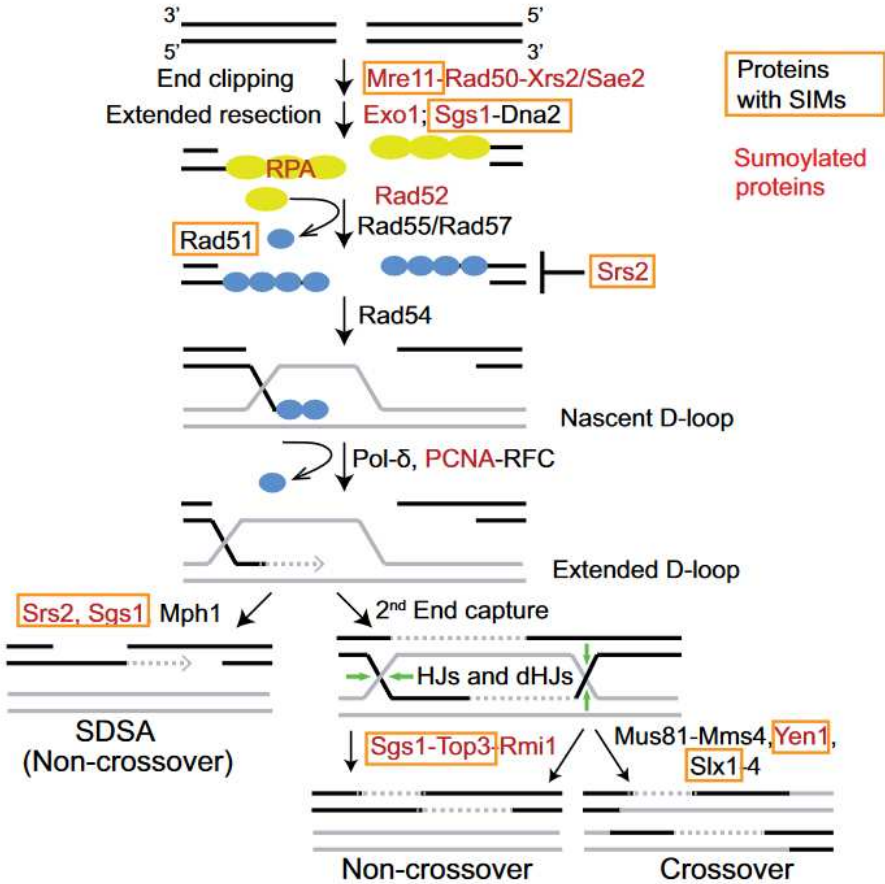 3' 5'
5' 3'
End clipping Mre11-Rad50-Xrs2/Sae2
Extended resection Exo1; Sgs1-Dna2
Proteins
with SIMs
Sumoylated
proteins
RPA
Rad52
Rad55/Rad57
Rad51
Srs2
Rad54
Nascent D-loop
Pol-δ, PCNA-RFC
Extended D-loop
Srs2, Sgs1, Mph1
2nd End capture
HJs and dHJs
SDSA
(Non-crossover)
Sgs1-Top3-Rmi1
Mus81-Mms4, Yen1,
Slx1-4
Non-crossover
Crossover